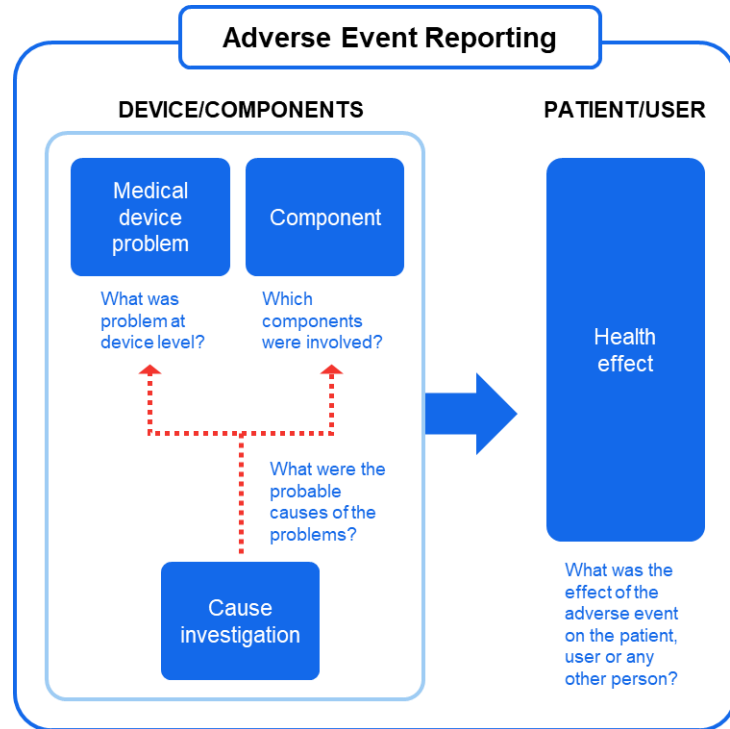 Adverse Event Reporting
DEVICE/COMPONENTS
PATIENT/USER
Medical
device
problem
Component
What was
problem at
device level?
Which
components
were involved?
What were the
probable
causes of the
problems?
Cause
investigation
Health
effect
What was the
effect of the
adverse event
on the patient,
user or any
other person?